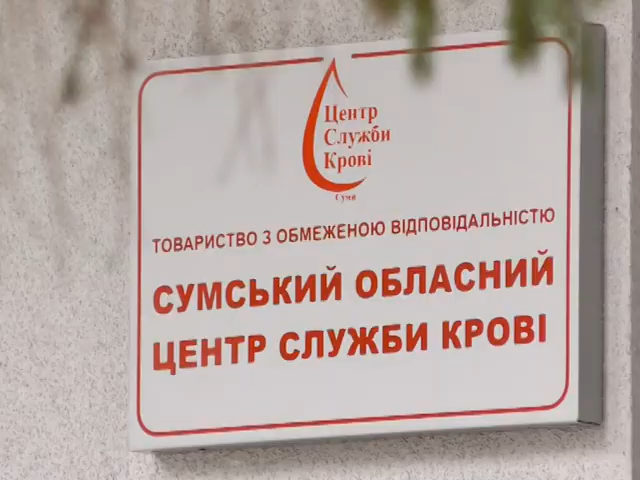 Центр
Служби
Крові
Суми
ТОВАРИСТВО З ОБМЕЖЕНОЮ ВІДПОВІДАЛЬНІСТЮ
СУМСЬКИЙ ОБЛАСНИЙ
ЦЕНТР СЛУЖБИ КРОВІ